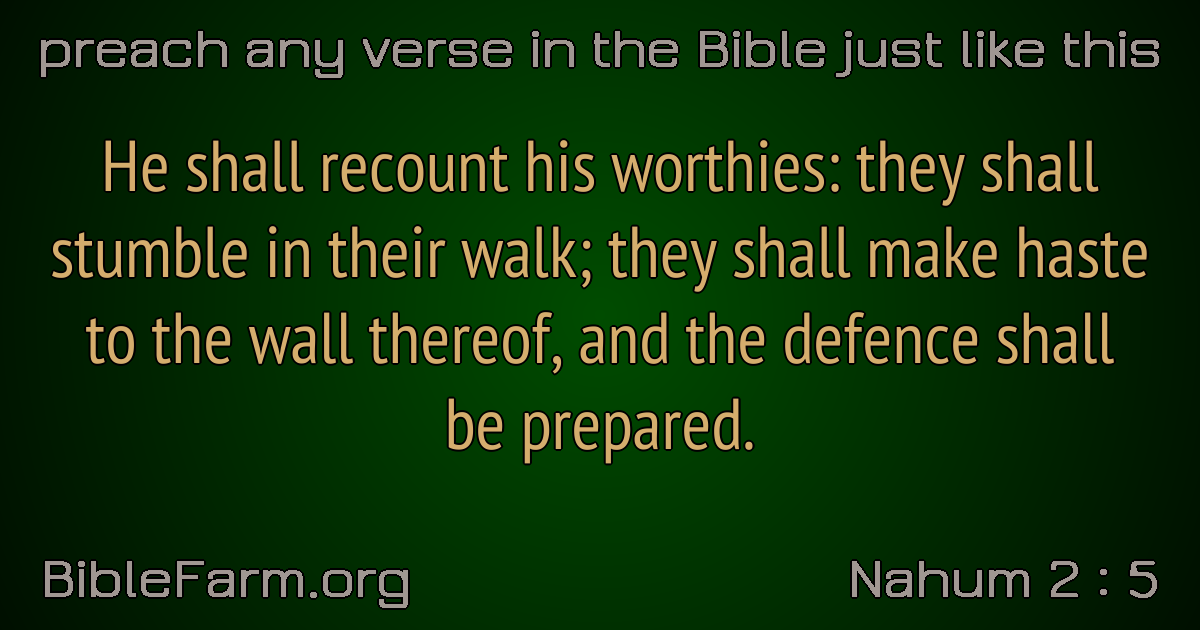 preach any verse in the Bible just like this
He shall recount his worthies: they shall
stumble in their walk; they shall make haste
to the wall thereof, and the defence shall
be prepared.
BibleFarm.org
Nahum 2 : 5